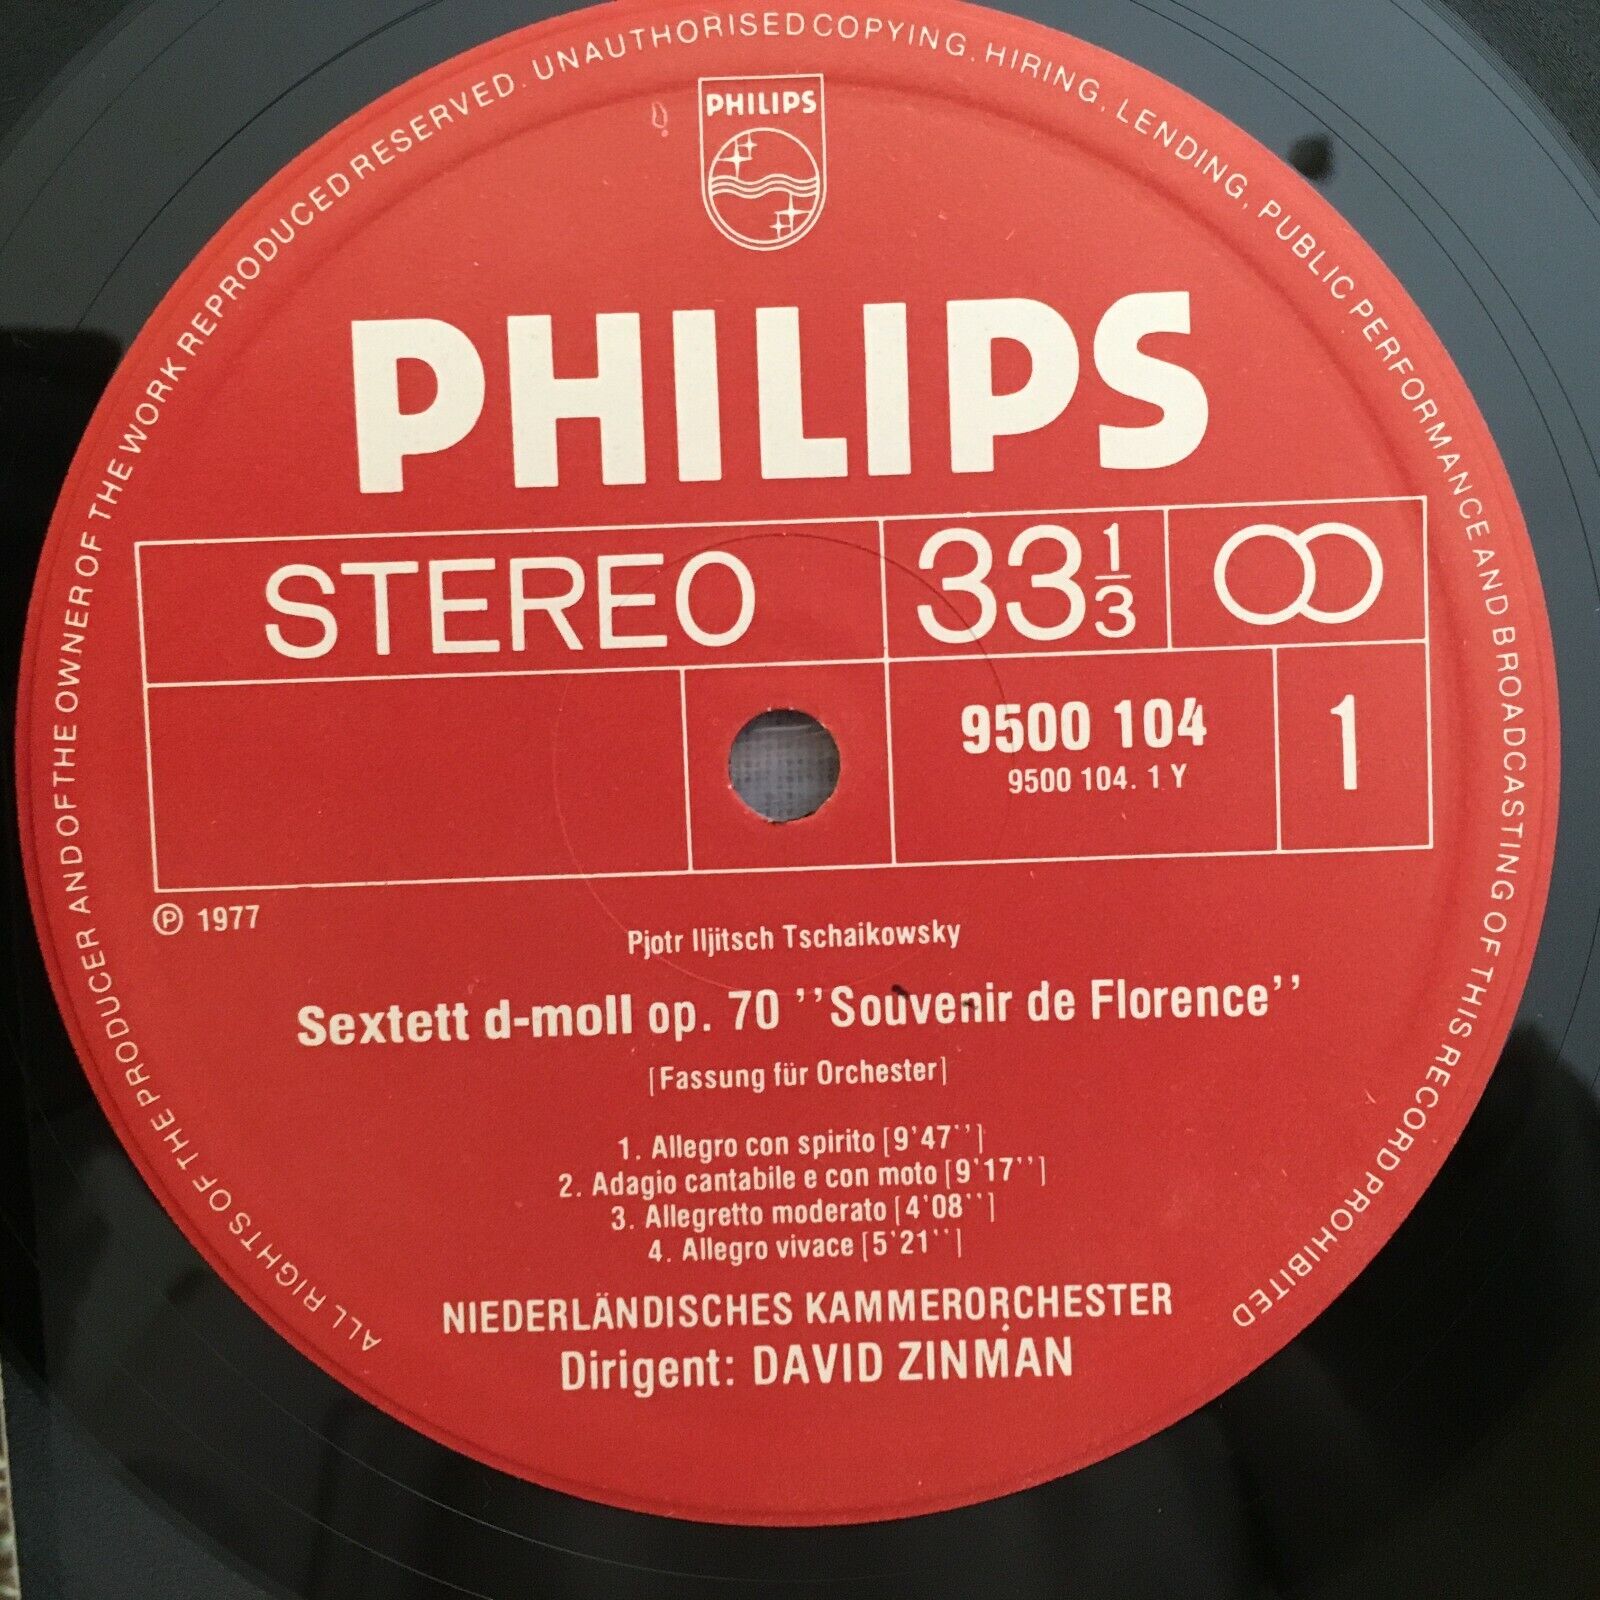 ALL RIGHTS OF THE PRODUCER AND OF THE OWNER OF THE WORK REPRODUCED RESERVED. UNAUTHORISED COPYING, HIRING, LENDING, PUBLIC PERFORMANCE AND BROADCASTING OF THIS RECORD PROHIBITED
PHILIPS
PHILIPS
STEREO 33 1/3
9500 104 1
9500 104. 1 Y
℗ 1977
Pjotr Iljitsch Tschaikowsky
Sextett d-moll op. 70 ''Souvenir de Florence''
[Fassung für Orchester]
1. Allegro con spirito [9'47'']
2. Adagio cantabile e con moto [9'17'']
3. Allegretto moderato [4'08'']
4. Allegro vivace [5'21'']
NIEDERLÄNDISCHES KAMMERORCHESTER
Dirigent: DAVID ZINMAN